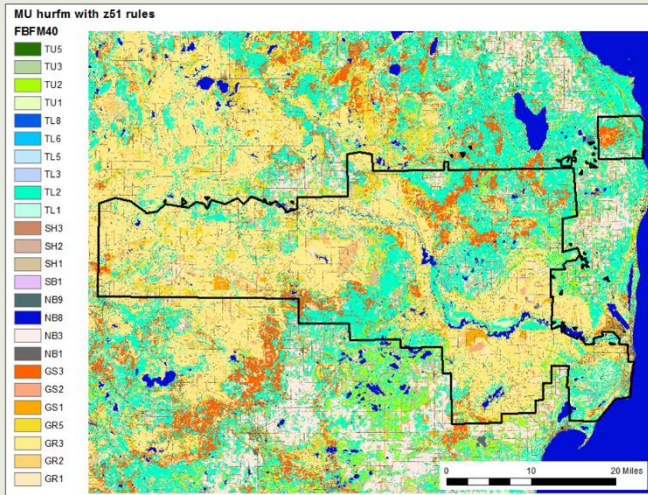 MU hurfm with z51 rules
FBFM40
TU5
TU3
TU2
TU1
TL8
TL6
TL5
TL3
TL2
TL1
SH3
SH2
SH1
SB1
NB9
NB8
NB3
NB1
GS3
GS2
GS1
GR5
GR3
GR2
GR1
0 10 20 Miles